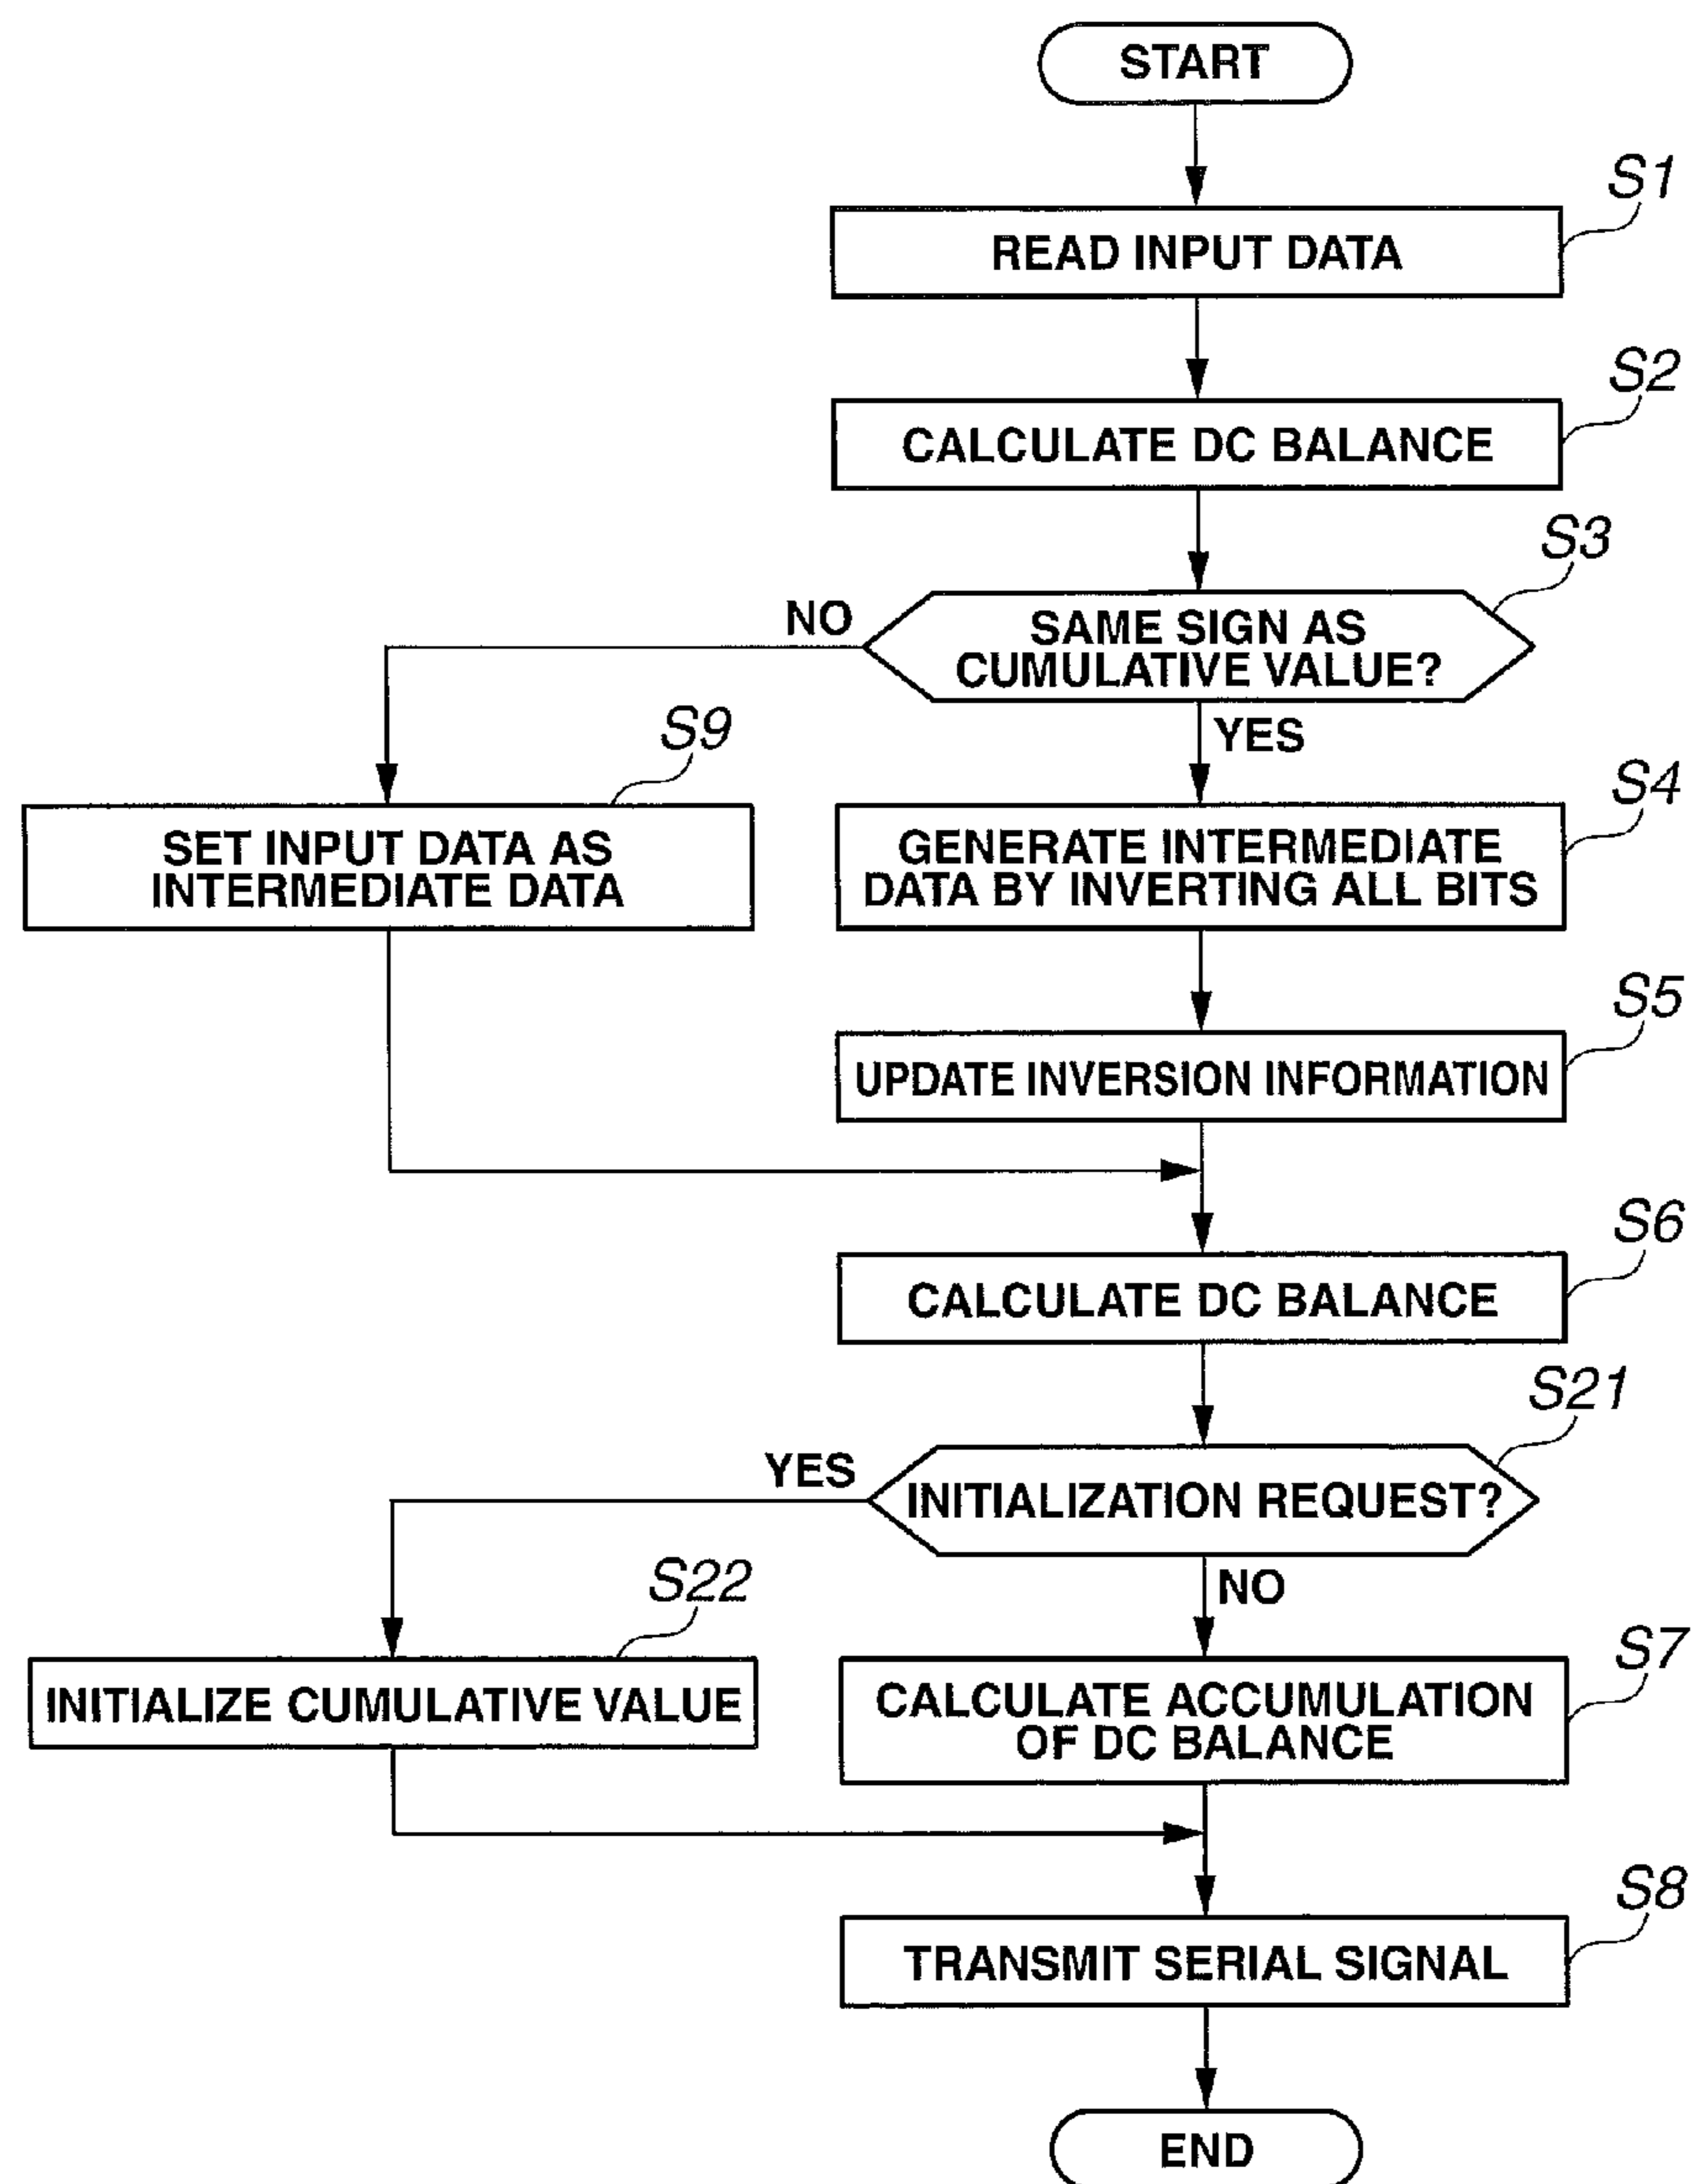 START
S1
READ INPUT DATA
S2
CALCULATE DC BALANCE
S3
NO
SAME SIGN AS
CUMULATIVE VALUE?
YES
S9
S4
SET INPUT DATA AS
INTERMEDIATE DATA
GENERATE INTERMEDIATE
DATA BY INVERTING ALL BITS
S5
UPDATE INVERSION INFORMATION
S6
CALCULATE DC BALANCE
S21
YES
INITIALIZATION REQUEST?
NO
S22
S7
INITIALIZE CUMULATIVE VALUE
CALCULATE ACCUMULATION
OF DC BALANCE
S8
TRANSMIT SERIAL SIGNAL
END